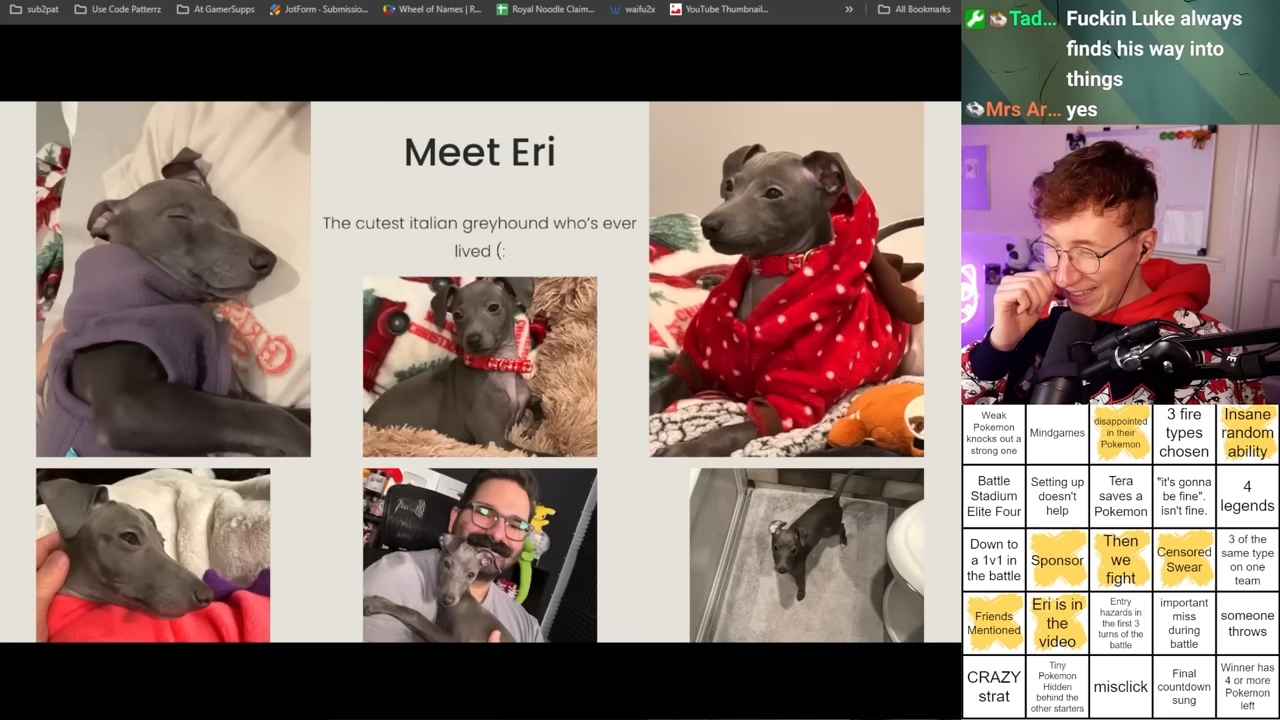 sub2pat
Use Code Patterrz
At GamerSupps
JotForm · Submissio...
Wheel of Names | R...
Royal Noodle Claim...
waifu2x
YouTube Thumbnail...
»
All Bookmarks
Tad... Fuckin Luke always
finds his way into
things
Mrs Ar... yes
Meet Eri
The cutest italian greyhound who's ever
lived (:
Weak
Pokemon
knocks out a
strong one
Mindgames
disappointed
in their
Pokemon
3 fire
types
chosen
Insane
random
ability
Battle
Stadium
Elite Four
Setting up
doesn't
help
Tera
saves a
Pokemon
"it's gonna
be fine".
isn't fine.
4
legends
Down to
a 1v1 in
the battle
Sponsor
Then
we
fight
Censored
Swear
3 of the
same type
on one
team
Friends
Mentioned
Eri is in
the
video
Entry
hazards in
the first 3
turns of the
battle
important
miss
during
battle
someone
throws
CRAZY
strat
Tiny
Pokemon
Hidden
behind the
other starters
misclick
Final
countdown
sung
Winner has
4 or more
Pokemon
left